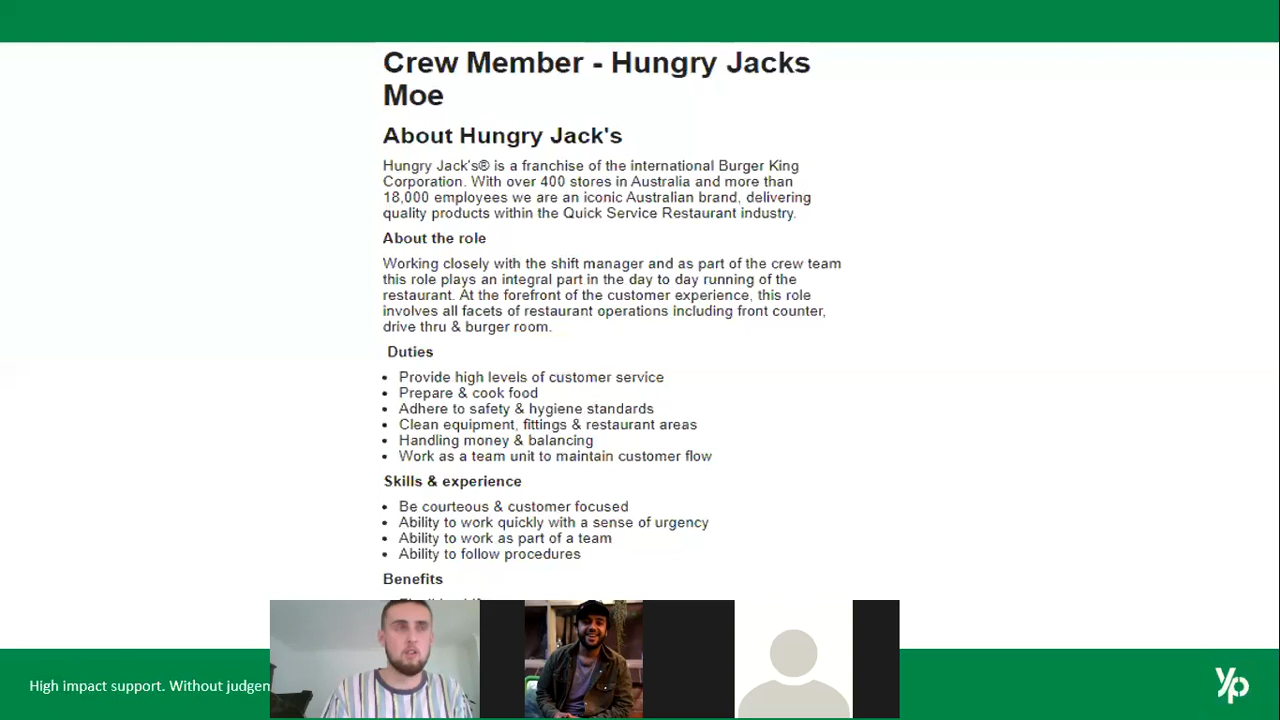 Crew Member - Hungry Jacks
Moe
About Hungry Jack's
Hungry Jack's® is a franchise of the international Burger King
Corporation. With over 400 stores in Australia and more than
18,000 employees we are an iconic Australian brand, delivering
quality products within the Quick Service Restaurant industry.
About the role
Working closely with the shift manager and as part of the crew team
this role plays an integral part in the day to day running of the
restaurant. At the forefront of the customer experience, this role
involves all facets of restaurant operations including front counter,
drive thru & burger room.
Duties
• Provide high levels of customer service
• Prepare & cook food
• Adhere to safety & hygiene standards
• Clean equipment, fittings & restaurant areas
• Handling money & balancing
• Work as a team unit to maintain customer flow
Skills & experience
• Be courteous & customer focused
• Ability to work quickly with a sense of urgency
• Ability to work as part of a team
• Ability to follow procedures
Benefits
High impact support. Without judgen
yp